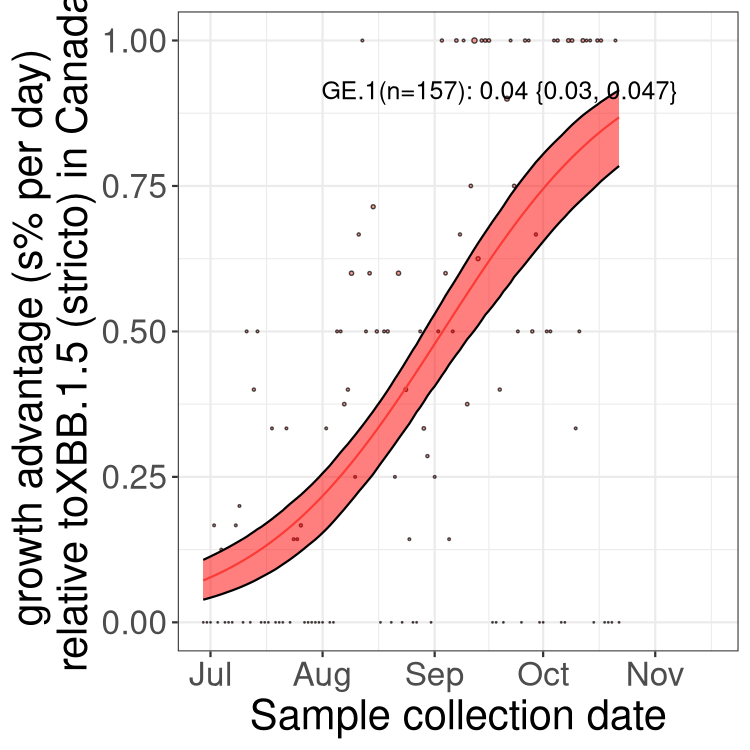 growth advantage (s% per day)
relative toXBB.1.5 (stricto) in Canada
1.00
0.75
0.50
0.25
0.00
GE.1(n=157): 0.04 {0.03, 0.047}
Jul Aug Sep Oct Nov
Sample collection date